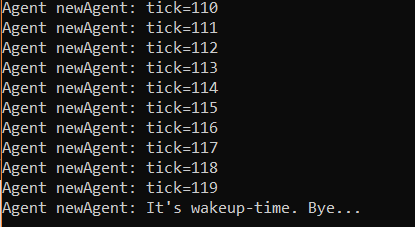 Agent newAgent: tick=110
Agent newAgent: tick=111
Agent newAgent: tick=112
Agent newAgent: tick=113
Agent newAgent: tick=114
Agent newAgent: tick=115
Agent newAgent: tick=116
Agent newAgent: tick=117
Agent newAgent: tick=118
Agent newAgent: tick=119
Agent newAgent: It's wakeup-time. Bye...